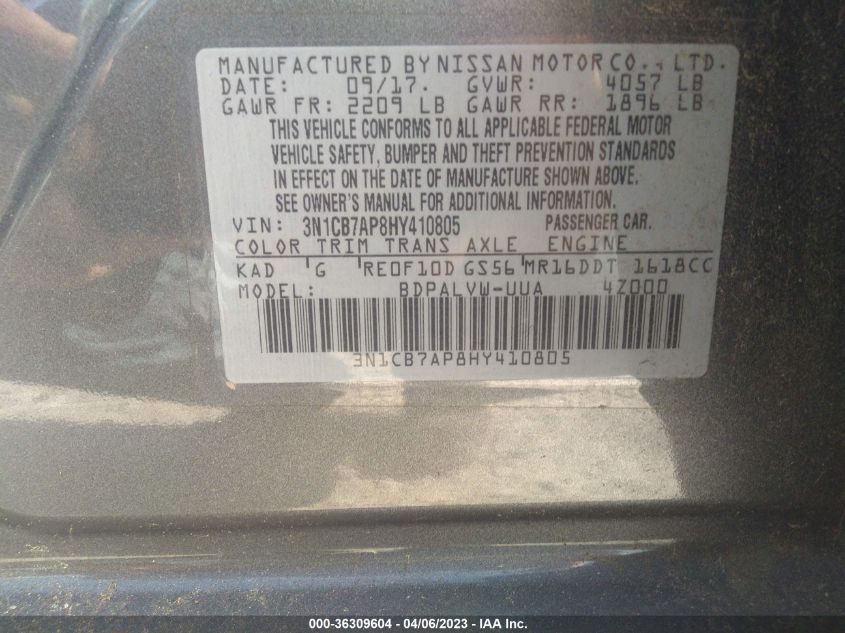 MANUFACTURED BY NISSAN MOTOR CO., LTD.
DATE: 09/17. GVWR: 4057 LB
GAWR FR: 2209 LB GAWR RR: 1896 LB
THIS VEHICLE CONFORMS TO ALL APPLICABLE FEDERAL MOTOR
VEHICLE SAFETY, BUMPER AND THEFT PREVENTION STANDARDS
IN EFFECT ON THE DATE OF MANUFACTURE SHOWN ABOVE.
SEE OWNER'S MANUAL FOR ADDITIONAL INFORMATION
VIN: 3N1CB7AP8HY410805 PASSENGER CAR.
COLOR TRIM TRANS AXLE ENGINE
KAD G RE0F10D GS56 MR16DDT 1618CC
MODEL: BDPALVW-UUA 4Z000
3N1CB7AP8HY410805
000-36309604 - 04/06/2023 - IAA Inc.